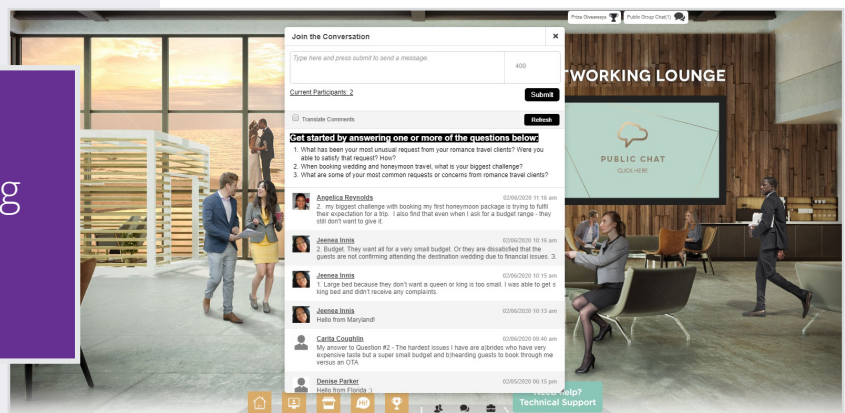 Prize Giveaways
Public Group Chat(1)
Join the Conversation
×
Type here and press submit to send a message.
400
Current Participants: 2
Submit
Translate Comments
Refresh
Get started by answering one or more of the questions below:
1. What has been your most unusual request from your romance travel clients? Were you
able to satisfy that request? How?
2. When booking wedding and honeymoon travel, what is your biggest challenge?
3. What are some of your most common requests or concerns from romance travel clients?
Angelica Reynolds
02/06/2020 11:18 am
2. my biggest challenge with booking my first honeymoon package is trying to fulfil
their expectation for a trip. I also find that even when I ask for a budget range - they
still don't want to give it.
Jeenea Innis
02/06/2020 10:16 am
2. Budget. They want all for a very small budget. Or they are dissatisfied that the
guests are not confirming attending the destination wedding due to financial issues. 3.
Jeenea Innis
02/06/2020 10:15 am
1. Large bed because they don't want a queen or king is too small. I was able to get s
king bed and didn't receive any complaints.
Jeenea Innis
02/06/2020 10:13 am
Hello from Maryland!
Carita Coughlin
02/06/2020 09:40 am
My answer to Question #2 - The hardest issues I have are a)brides who have very
expensive taste but a super small budget and b)hearding guests to book through me
versus an OTA
Denise Parker
02/05/2020 06:15 pm
Hello from Florida :)
TWORKING LOUNGE
PUBLIC CHAT
CLICK HERE
g
Hi!
Need Help?
Technical Support